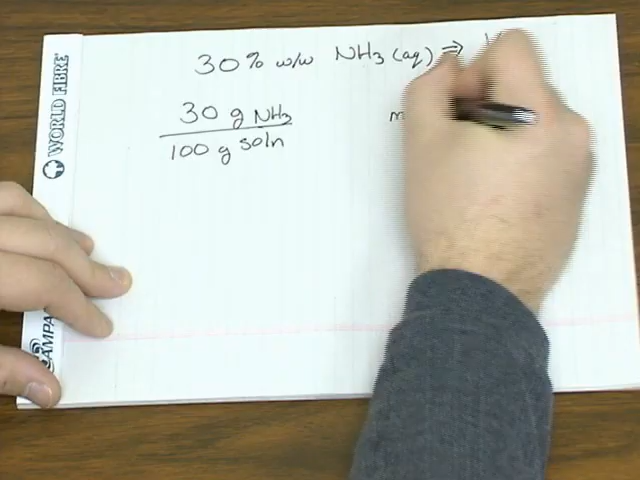 30% w/w NH3 (aq) ⇒
30 g NH3
100 g soln
WORLD FIBRE